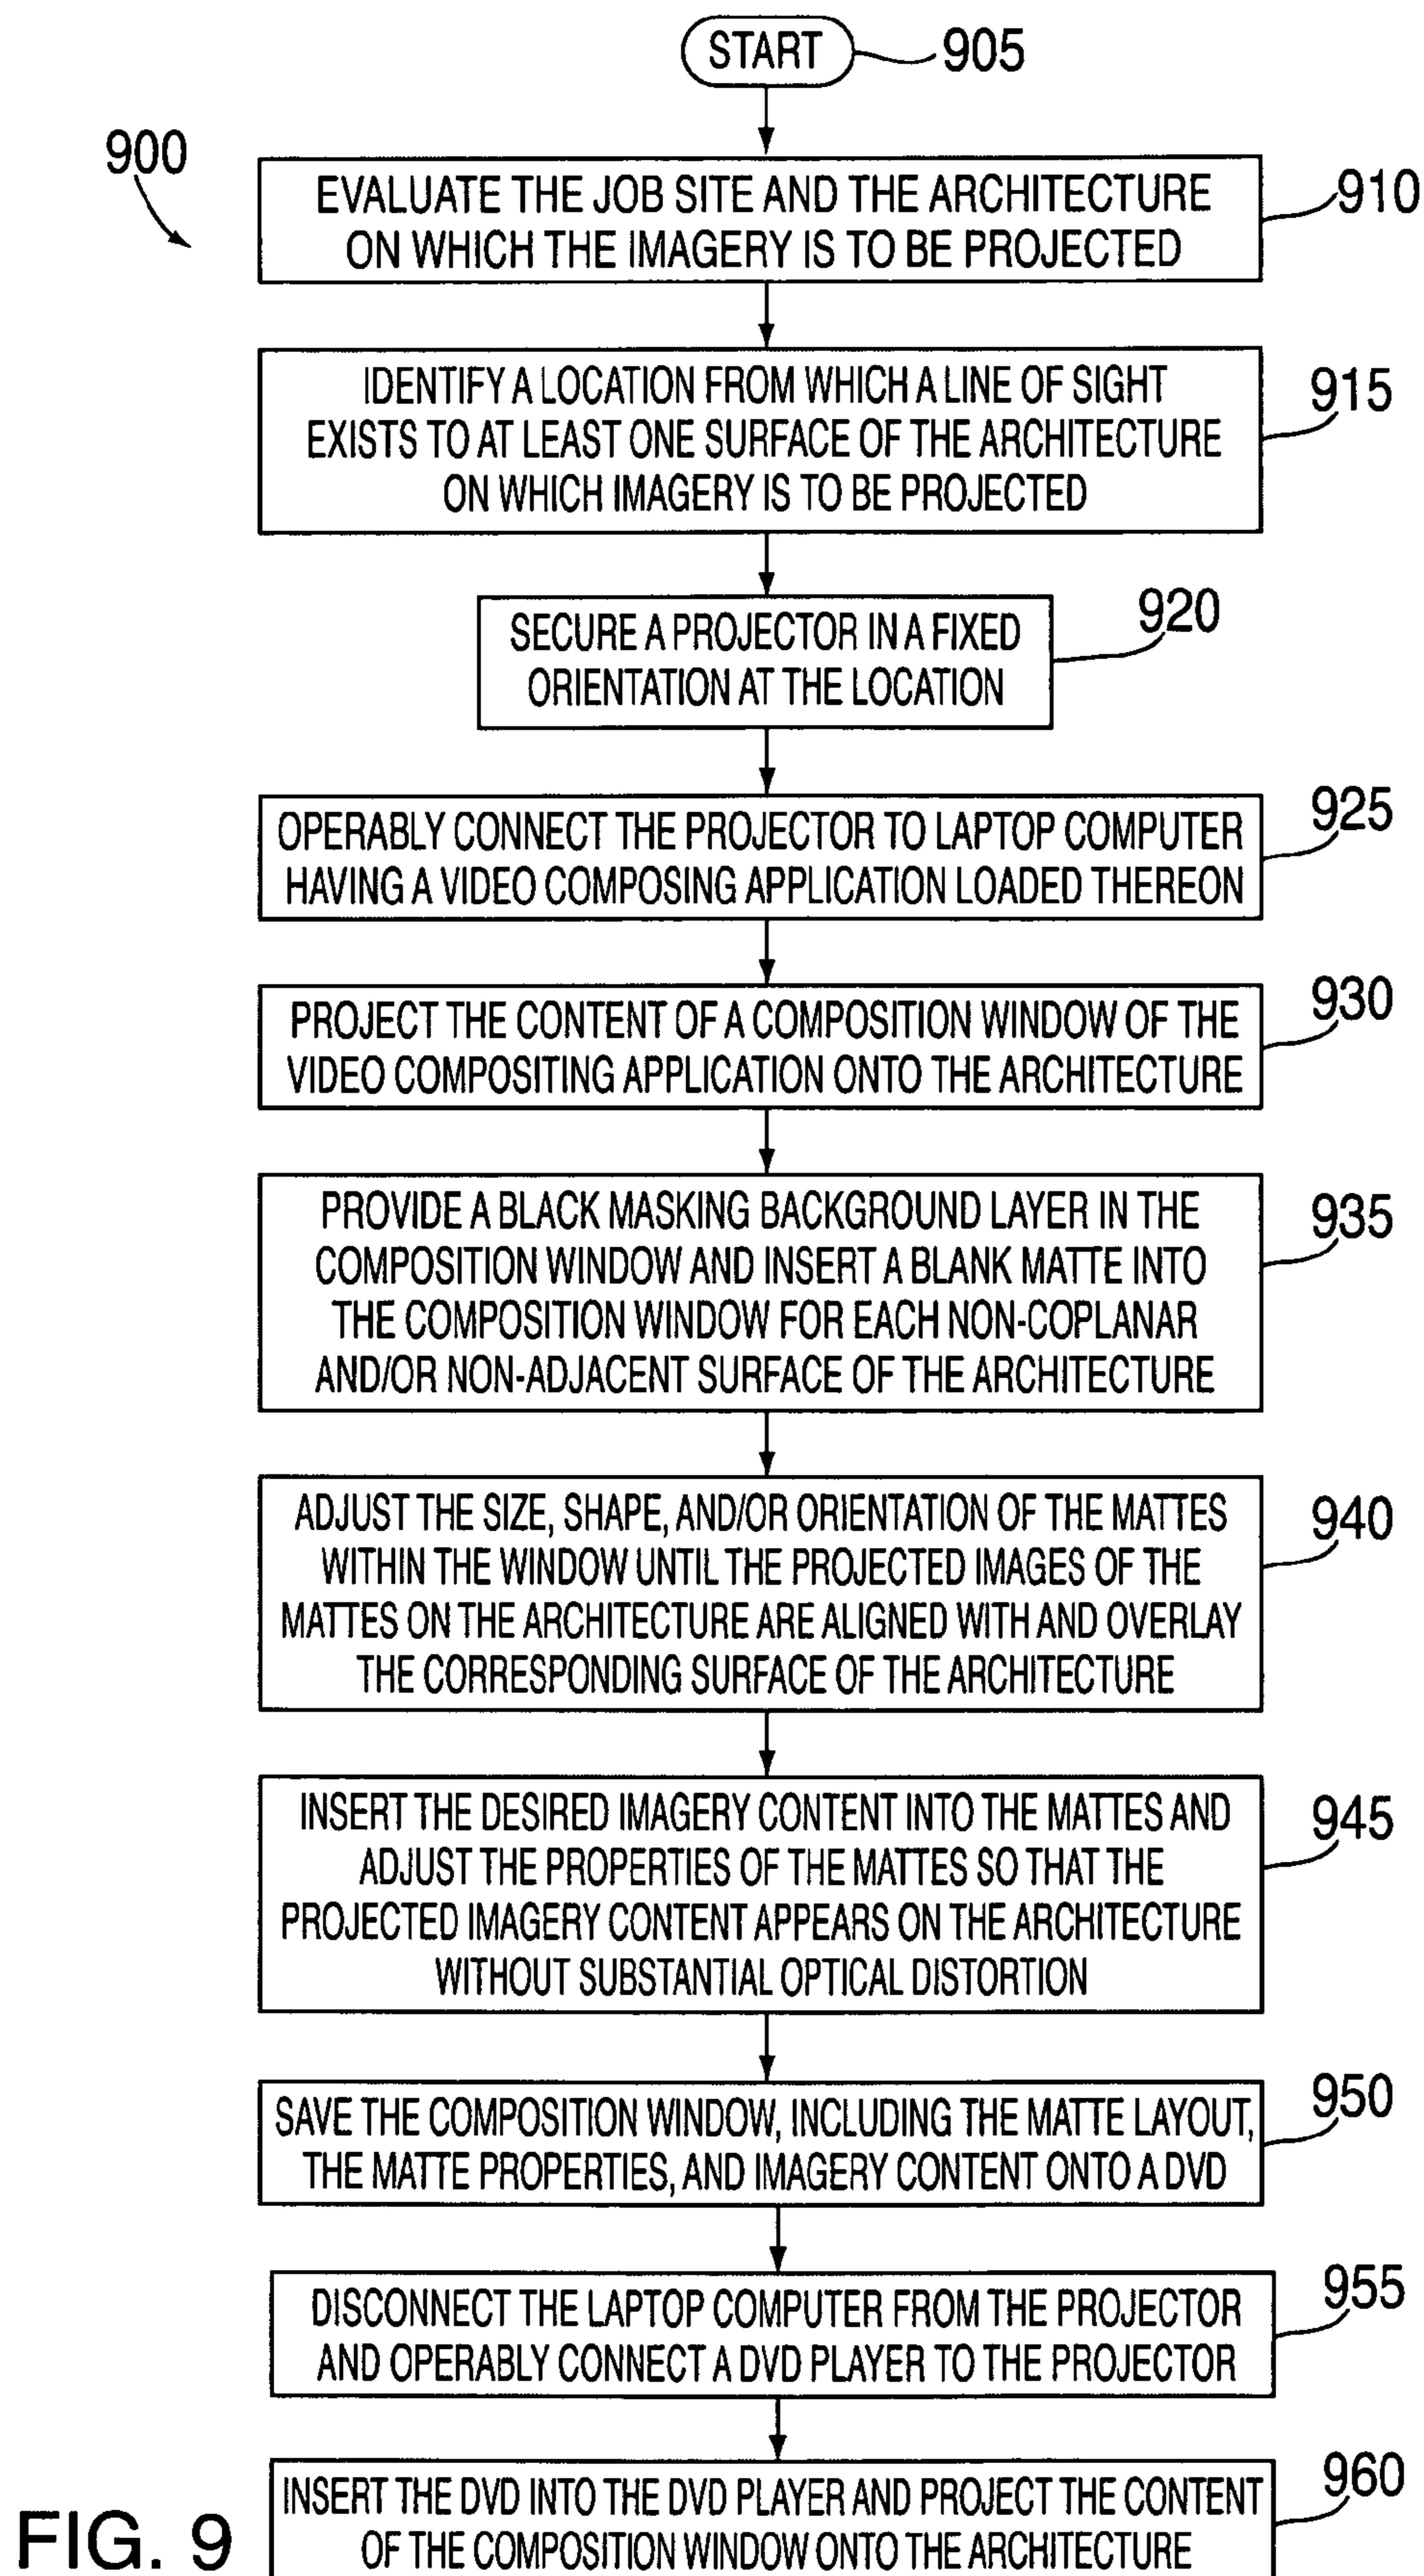 START
905
900
EVALUATE THE JOB SITE AND THE ARCHITECTURE
ON WHICH THE IMAGERY IS TO BE PROJECTED
910
IDENTIFY A LOCATION FROM WHICH A LINE OF SIGHT
EXISTS TO AT LEAST ONE SURFACE OF THE ARCHITECTURE
ON WHICH IMAGERY IS TO BE PROJECTED
915
SECURE A PROJECTOR IN A FIXED
ORIENTATION AT THE LOCATION
920
OPERABLY CONNECT THE PROJECTOR TO LAPTOP COMPUTER
HAVING A VIDEO COMPOSING APPLICATION LOADED THEREON
925
PROJECT THE CONTENT OF A COMPOSITION WINDOW OF THE
VIDEO COMPOSITING APPLICATION ONTO THE ARCHITECTURE
930
PROVIDE A BLACK MASKING BACKGROUND LAYER IN THE
COMPOSITION WINDOW AND INSERT A BLANK MATTE INTO
THE COMPOSITION WINDOW FOR EACH NON-COPLANAR
AND/OR NON-ADJACENT SURFACE OF THE ARCHITECTURE
935
ADJUST THE SIZE, SHAPE, AND/OR ORIENTATION OF THE MATTES
WITHIN THE WINDOW UNTIL THE PROJECTED IMAGES OF THE
MATTES ON THE ARCHITECTURE ARE ALIGNED WITH AND OVERLAY
THE CORRESPONDING SURFACE OF THE ARCHITECTURE
940
INSERT THE DESIRED IMAGERY CONTENT INTO THE MATTES AND
ADJUST THE PROPERTIES OF THE MATTES SO THAT THE
PROJECTED IMAGERY CONTENT APPEARS ON THE ARCHITECTURE
WITHOUT SUBSTANTIAL OPTICAL DISTORTION
945
SAVE THE COMPOSITION WINDOW, INCLUDING THE MATTE LAYOUT,
THE MATTE PROPERTIES, AND IMAGERY CONTENT ONTO A DVD
950
DISCONNECT THE LAPTOP COMPUTER FROM THE PROJECTOR
AND OPERABLY CONNECT A DVD PLAYER TO THE PROJECTOR
955
INSERT THE DVD INTO THE DVD PLAYER AND PROJECT THE CONTENT
OF THE COMPOSITION WINDOW ONTO THE ARCHITECTURE
960
FIG. 9